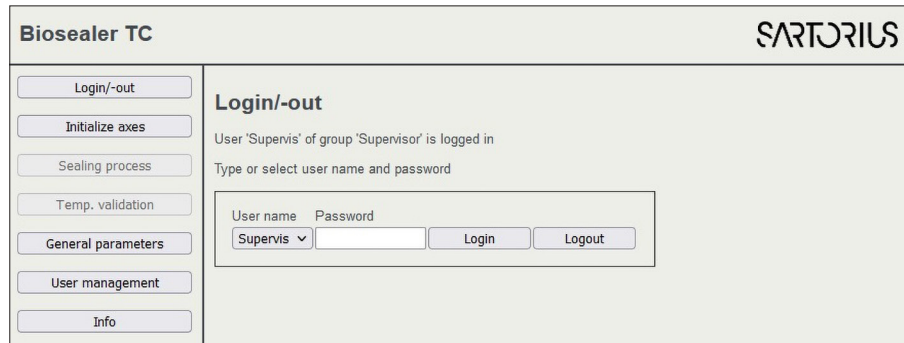 Biosealer TC
SARTORIUS
Login/-out
Initialize axes
Sealing process
Temp. validation
General parameters
User management
Info
Login/-out
User 'Supervis' of group 'Supervisor' is logged in
Type or select user name and password
User name Password
Supervis Login Logout